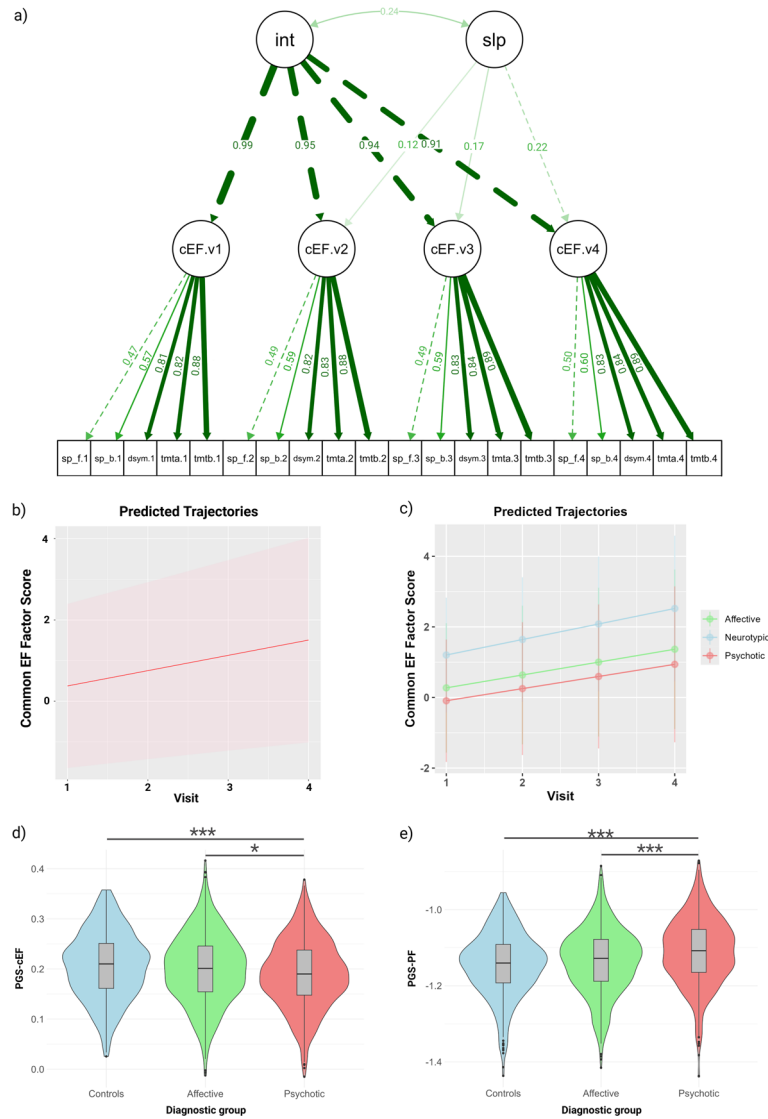 a)
0.24
int
slp
0.99
0.95
0.94
0.91
0.12
0.17
0.22
cEF.v1
cEF.v2
cEF.v3
cEF.v4
0.47
0.57
0.81
0.82
0.88
0.49
0.59
0.82
0.83
0.88
0.49
0.59
0.83
0.84
0.89
0.50
0.60
0.83
0.84
0.89
sp_f.1 sp_b.1 dsym.1 tmta.1 tmtb.1 sp_f.2 sp_b.2 dsym.2 tmta.2 tmtb.2 sp_f.3 sp_b.3 dsym.3 tmta.3 tmtb.3 sp_f.4 sp_b.4 dsym.4 tmta.4 tmtb.4
b)
Predicted Trajectories
Common EF Factor Score
4
2
0
1 2 3 4
Visit
c)
Predicted Trajectories
Common EF Factor Score
4
2
0
-2
1 2 3 4
Visit
Affective
Neurotypic
Psychotic
d)
***
*
PGS-cEF
0.4
0.3
0.2
0.1
0.0
Controls Affective Psychotic
Diagnostic group
e)
***
***
PGS-PF
-1.0
-1.2
-1.4
Controls Affective Psychotic
Diagnostic group